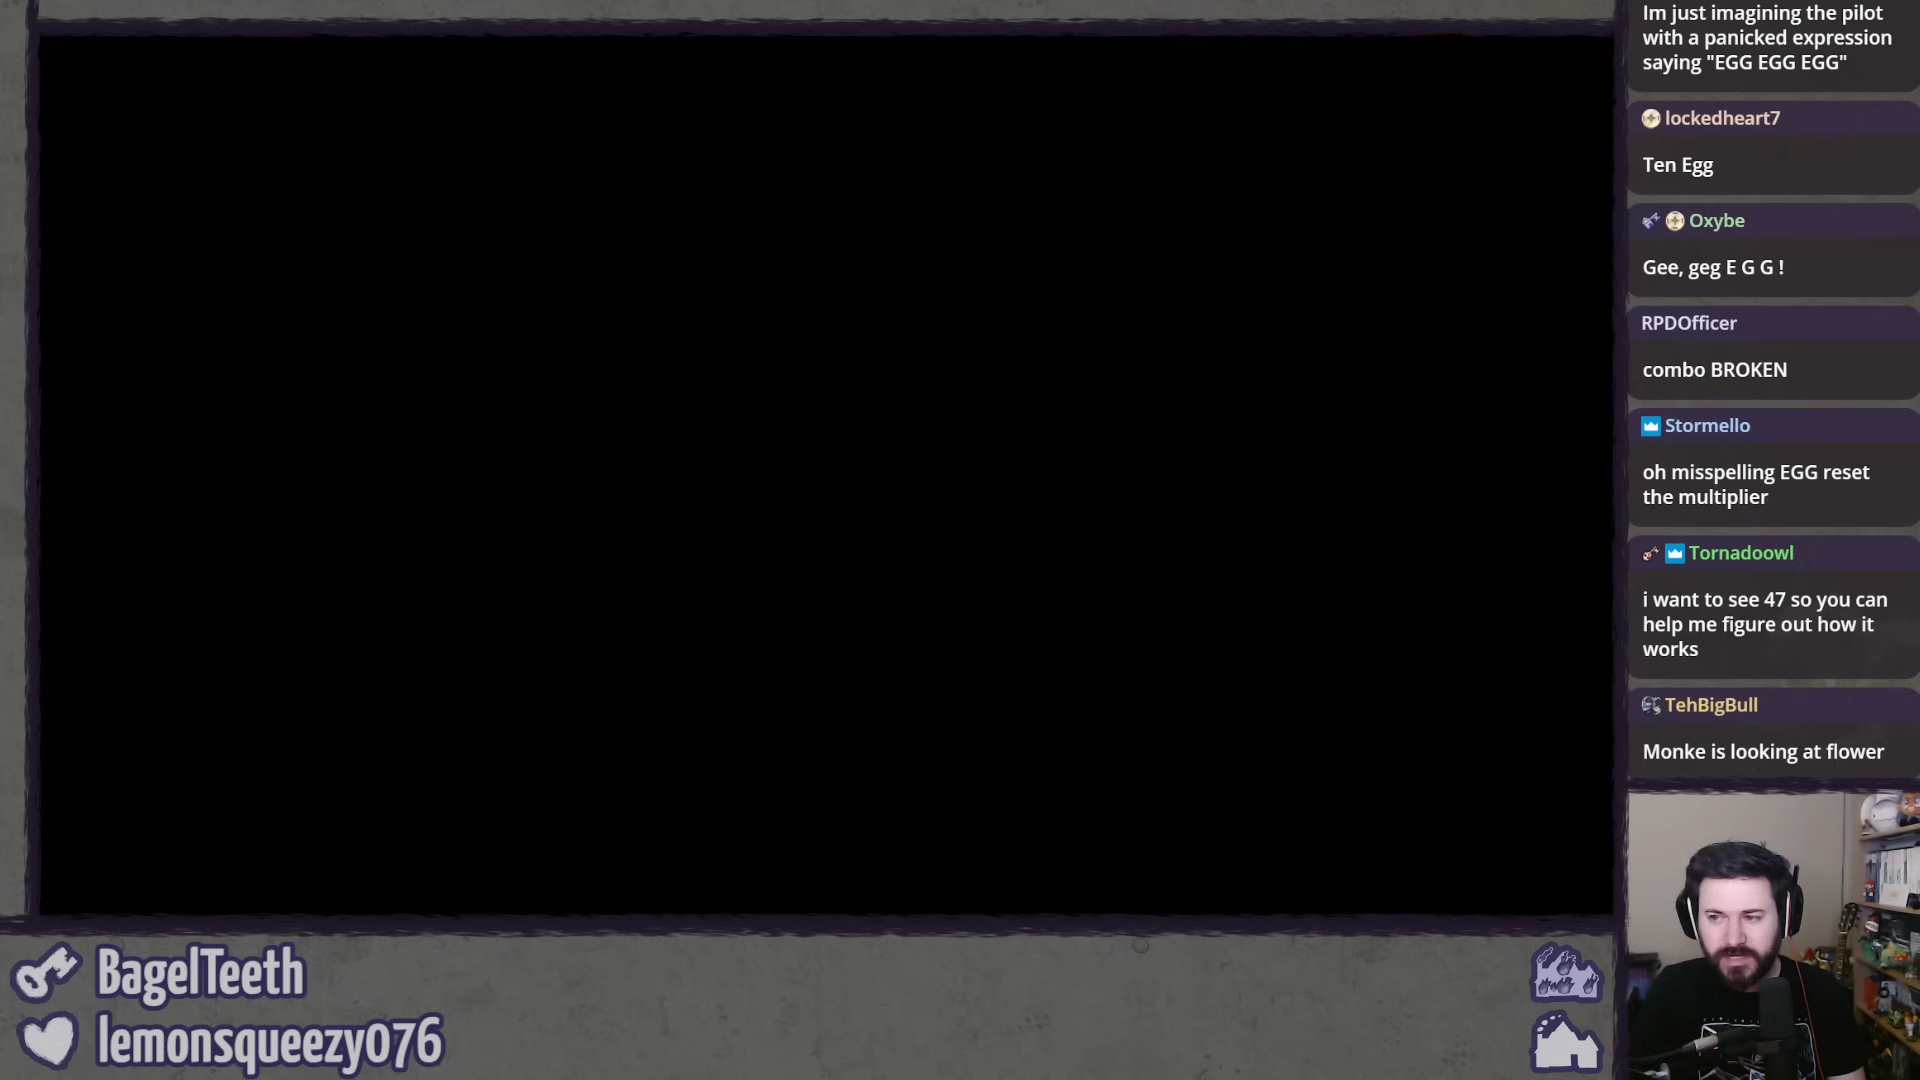 Im just imagining the pilot
with a panicked expression
saying "EGG EGG EGG"
lockedheart7
Ten Egg
Oxybe
Gee, geg E G G !
RPDOfficer
combo BROKEN
Stormello
oh misspelling EGG reset
the multiplier
Tornadoowl
i want to see 47 so you can
help me figure out how it
works
TehBigBull
Monke is looking at flower
BagelTeeth
lemonsqueezy076